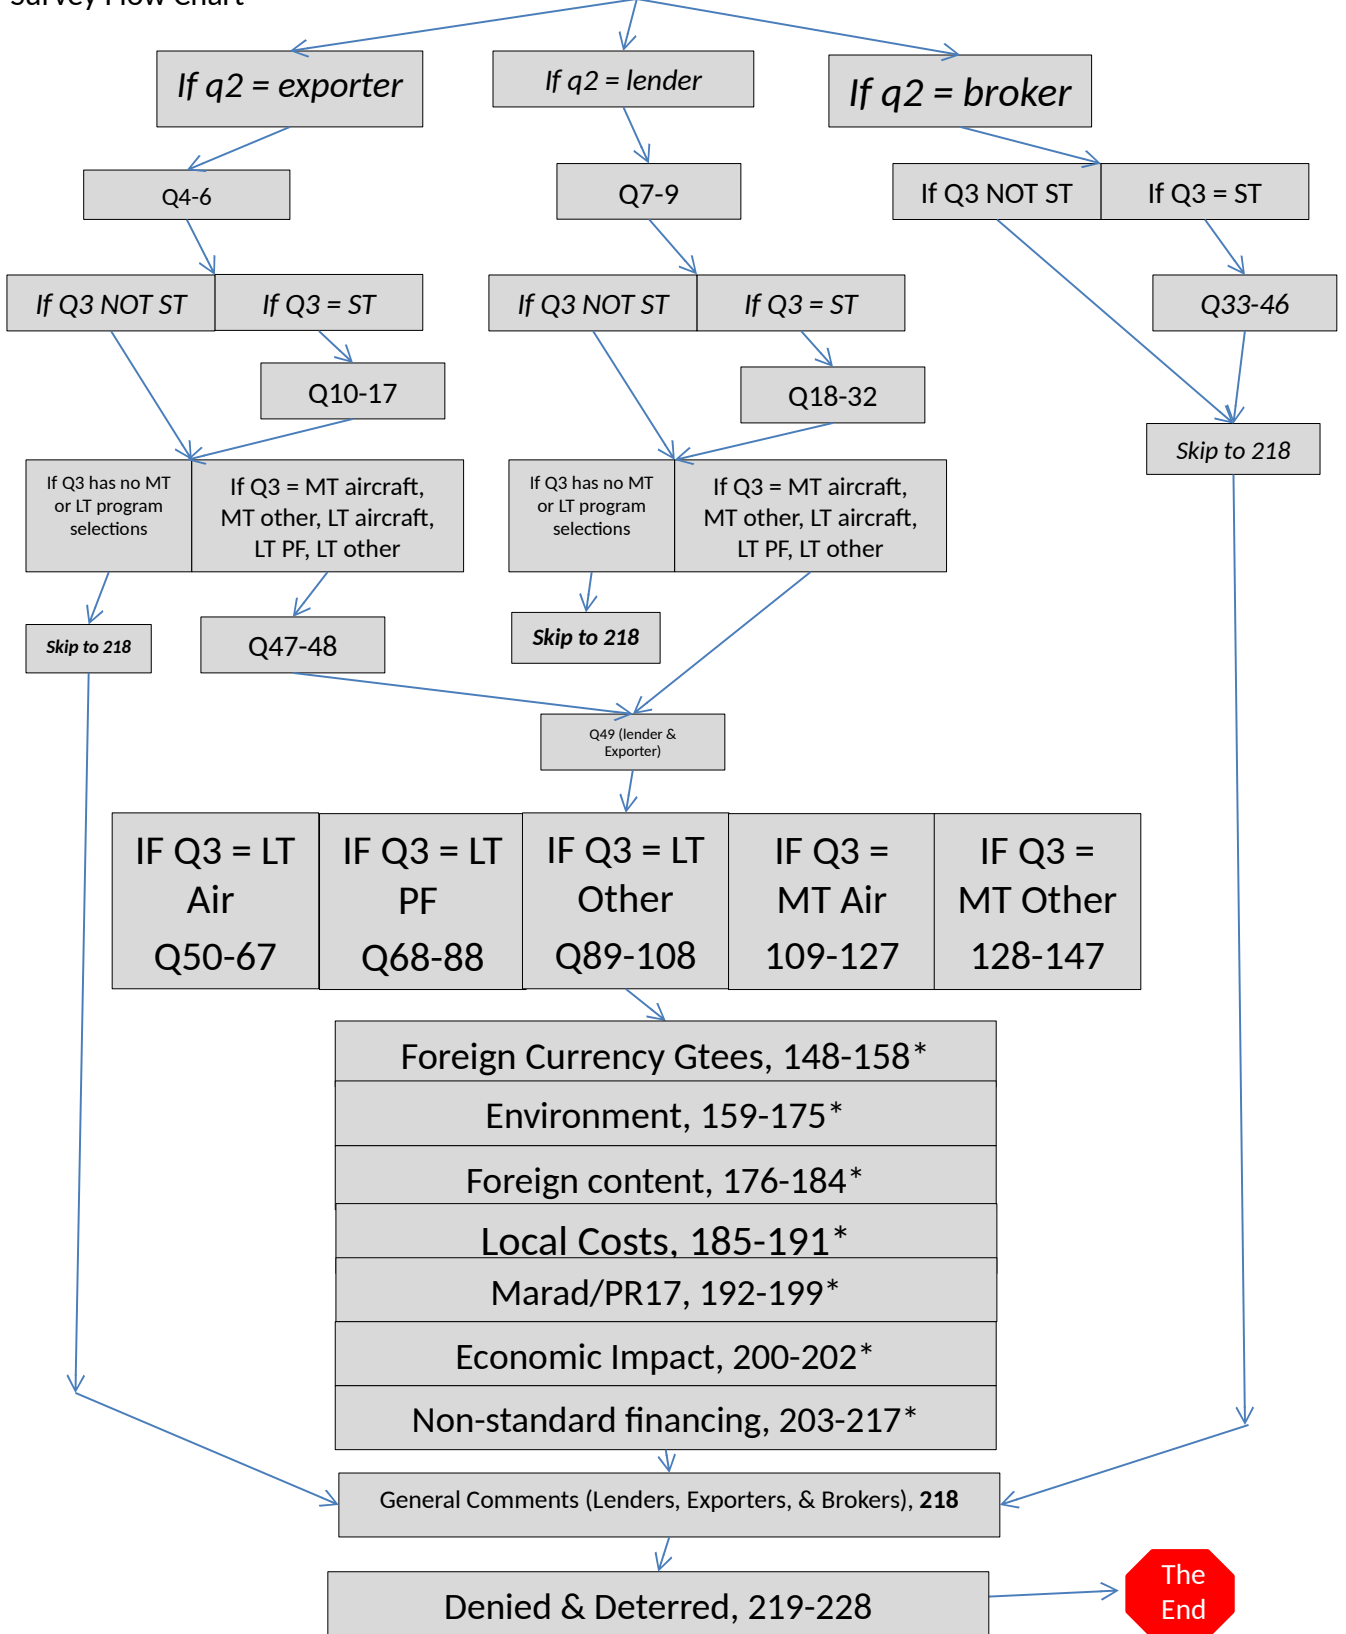 Survey Flow Chart
If q2 = exporter
If q2 = lender
If q2 = broker
Q4-6
Q7-9
If Q3 NOT ST
If Q3 = ST
If Q3 NOT ST
If Q3 = ST
If Q3 NOT ST
If Q3 = ST
Q33-46
Q10-17
Q18-32
Skip to 218
If Q3 has no MT
or LT program
selections
If Q3 = MT aircraft,
MT other, LT aircraft,
LT PF, LT other
If Q3 has no MT
or LT program
selections
If Q3 = MT aircraft,
MT other, LT aircraft,
LT PF, LT other
Skip to 218
Q47-48
Skip to 218
Q49 (lender &
Exporter)
IF Q3 = LT
Air
Q50-67
IF Q3 = LT
PF
Q68-88
IF Q3 = LT
Other
Q89-108
IF Q3 =
MT Air
109-127
IF Q3 =
MT Other
128-147
Foreign Currency Gtees, 148-158*
Environment, 159-175*
Foreign content, 176-184*
Local Costs, 185-191*
Marad/PR17, 192-199*
Economic Impact, 200-202*
Non-standard financing, 203-217*
General Comments (Lenders, Exporters, & Brokers), 218
Denied & Deterred, 219-228
The
End